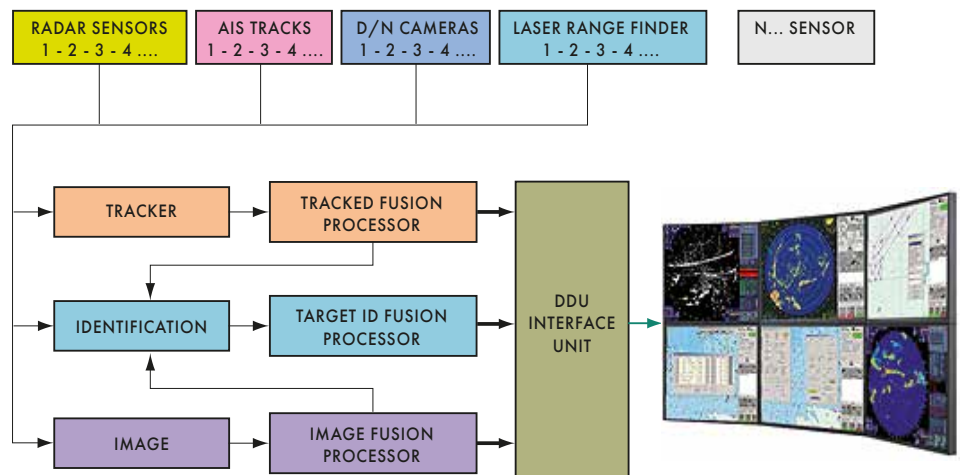 RADAR SENSORS
1 - 2 - 3 - 4 ....
AIS TRACKS
1 - 2 - 3 - 4 ....
D/N CAMERAS
1 - 2 - 3 - 4 ....
LASER RANGE FINDER
1 - 2 - 3 - 4 ....
N... SENSOR
TRACKER
TRACKED FUSION
PROCESSOR
IDENTIFICATION
TARGET ID FUSION
PROCESSOR
IMAGE
IMAGE FUSION
PROCESSOR
DDU
INTERFACE
UNIT